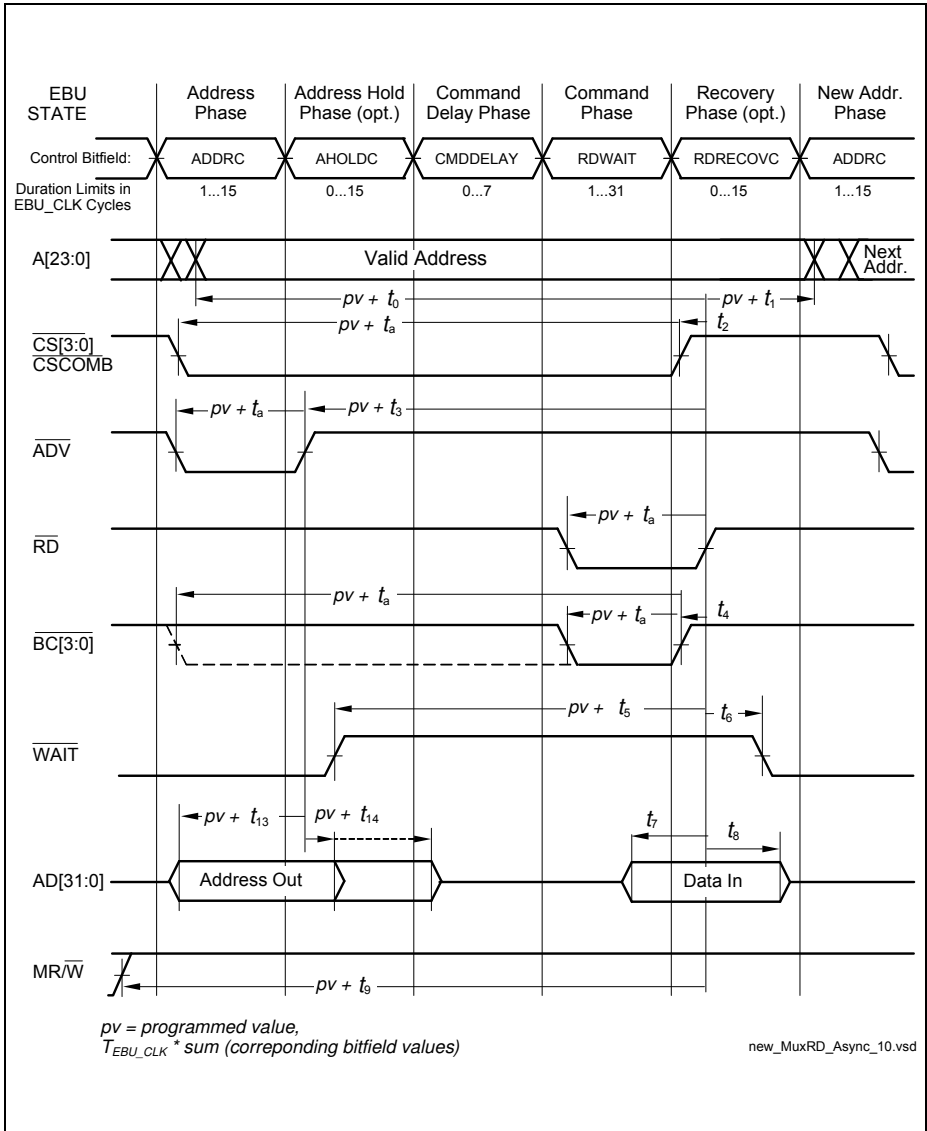 EBU STATE
Address Phase
Address Hold Phase (opt.)
Command Delay Phase
Command Phase
Recovery Phase (opt.)
New Addr. Phase
Control Bitfield:
ADDRC
AHOLDC
CMDDELAY
RDWAIT
RDRECOVC
ADDRC
Duration Limits in EBU_CLK Cycles
1...15
0...15
0...7
1...31
0...15
1...15
A[23:0]
Valid Address
Next Addr.
pv + t0
pv + t1
CS[3:0]
CSCOMB
pv + ta
t2
ADV
pv + ta
pv + t3
RD
pv + ta
BC[3:0]
pv + ta
pv + ta
t4
WAIT
pv + t5
t6
AD[31:0]
pv + t13
pv + t14
t7
t8
Address Out
Data In
MR/W
pv + t9
pv = programmed value,
TEBU_CLK * sum (correponding bitfield values)
new_MuxRD_Async_10.vsd